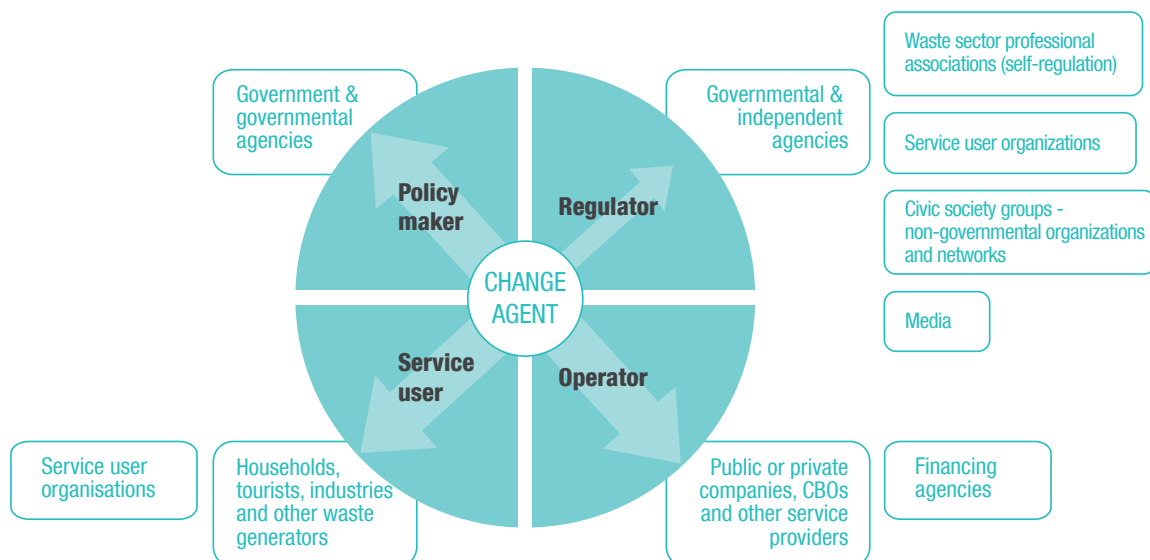 Government &
governmental
agencies
Governmental &
independent
agencies
Waste sector professional
associations (self-regulation)
Service user organizations
Civic society groups -
non-governmental organizations
and networks
Media
Policy
maker
Regulator
CHANGE
AGENT
Service
user
Operator
Service user
organisations
Households,
tourists, industries
and other waste
generators
Public or private
companies, CBOs
and other service
providers
Financing
agencies